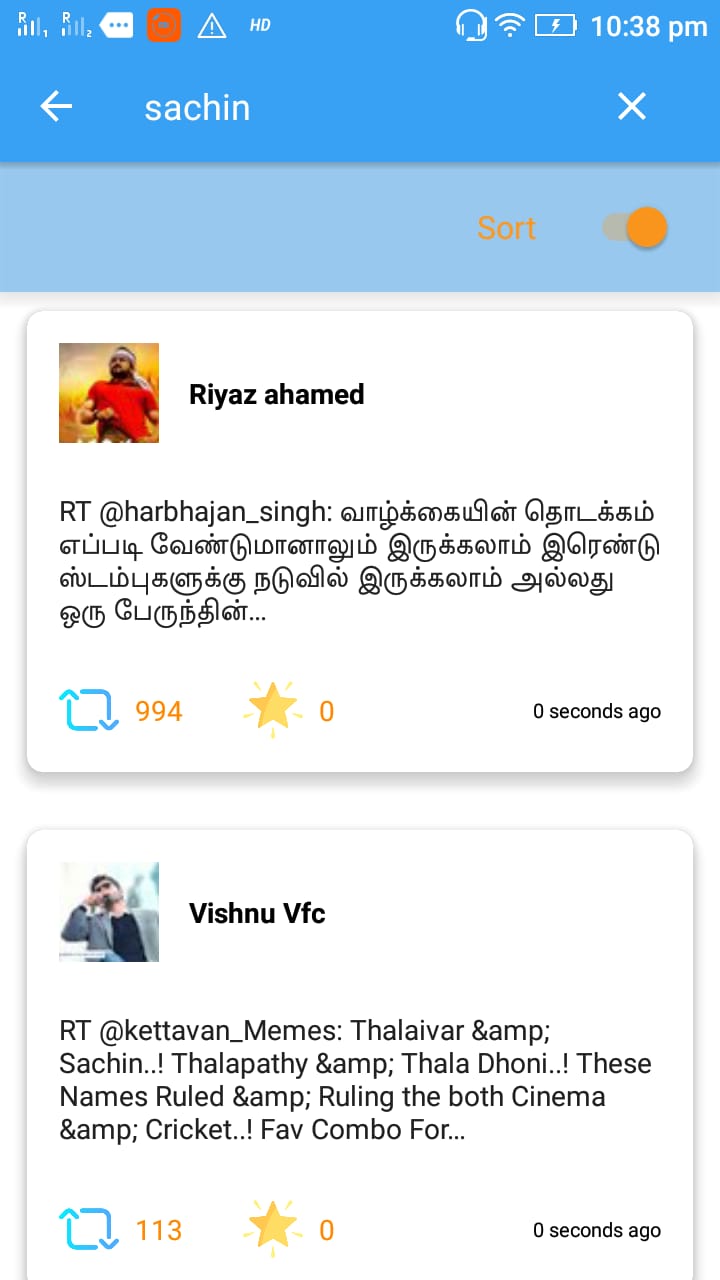 R 1 R 2 HD 10:38 pm
sachin
Sort
Riyaz ahamed
RT @harbhajan_singh: வாழ்க்கையின் தொடக்கம்
எப்படி வேண்டுமானாலும் இருக்கலாம் இரெண்டு
ஸ்டம்புகளுக்கு நடுவில் இருக்கலாம் அல்லது
ஒரு பேருந்தின்...
994 0 0 seconds ago
Vishnu Vfc
RT @kettavan_Memes: Thalaivar &amp;
Sachin..! Thalapathy &amp; Thala Dhoni..! These
Names Ruled &amp; Ruling the both Cinema
&amp; Cricket..! Fav Combo For...
113 0 0 seconds ago